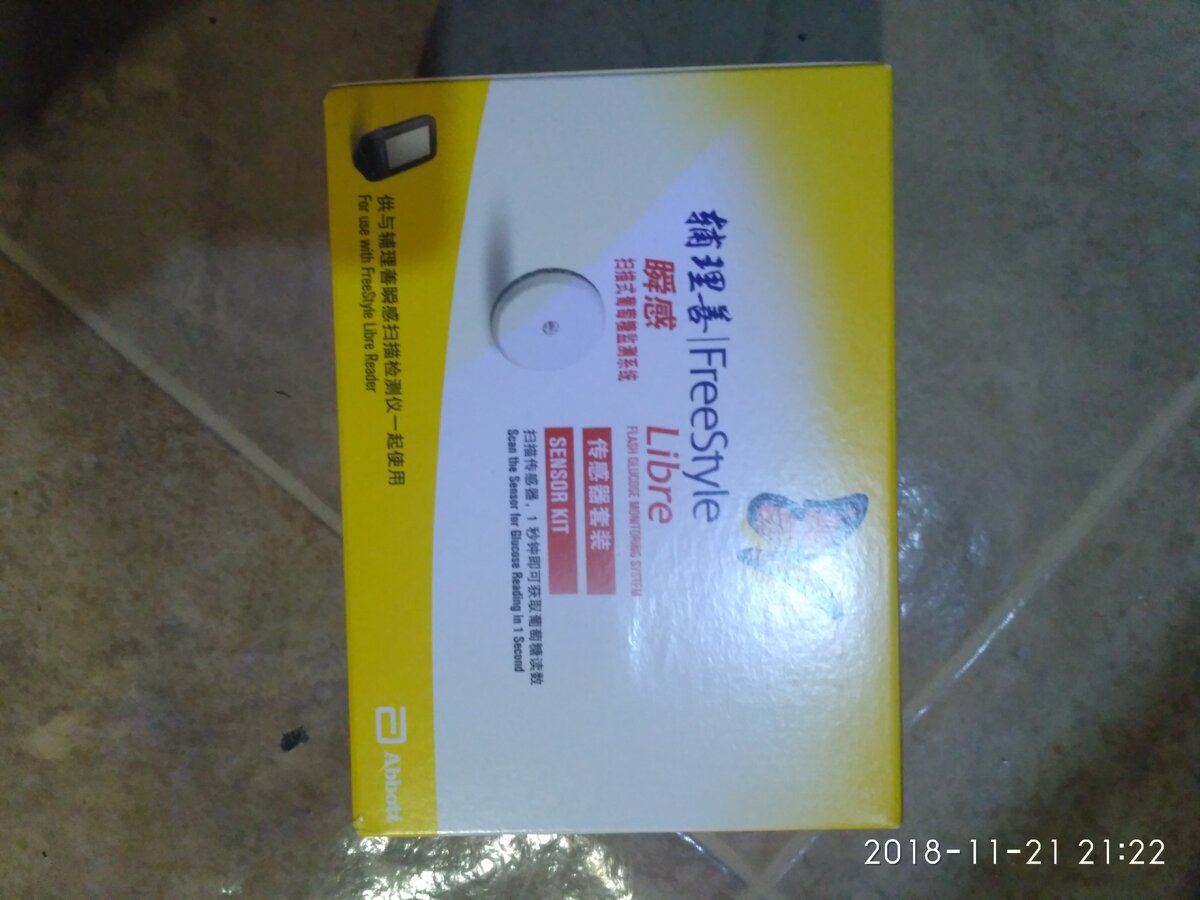 辅理善|FreeStyle
瞬感 Libre
扫描式葡萄糖监测系统 FLASH GLUCOSE MONITORING SYSTEM
传感器套装
SENSOR KIT
扫描传感器，1秒钟即可获取葡萄糖读数
Scan the Sensor for Glucose Reading in 1 Second
供与辅理善瞬感扫描检测仪一起使用
For use with FreeStyle Libre Reader
Abbott
2018-11-21 21:22